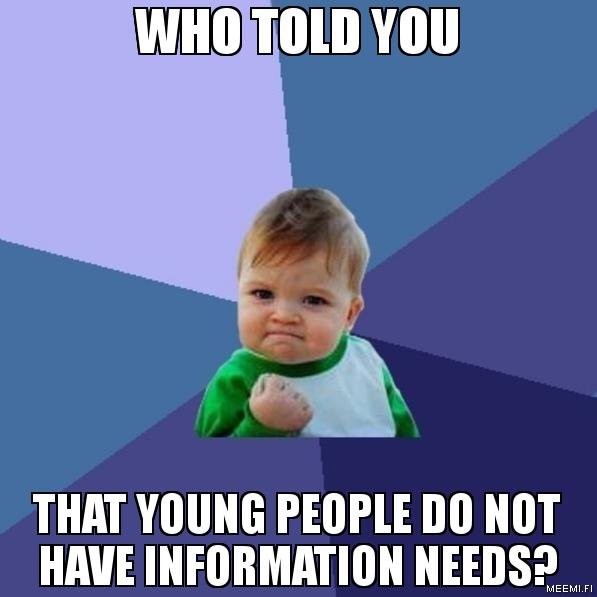 WHO TOLD YOU
THAT YOUNG PEOPLE DO NOT
HAVE INFORMATION NEEDS?
MEEMI.FI